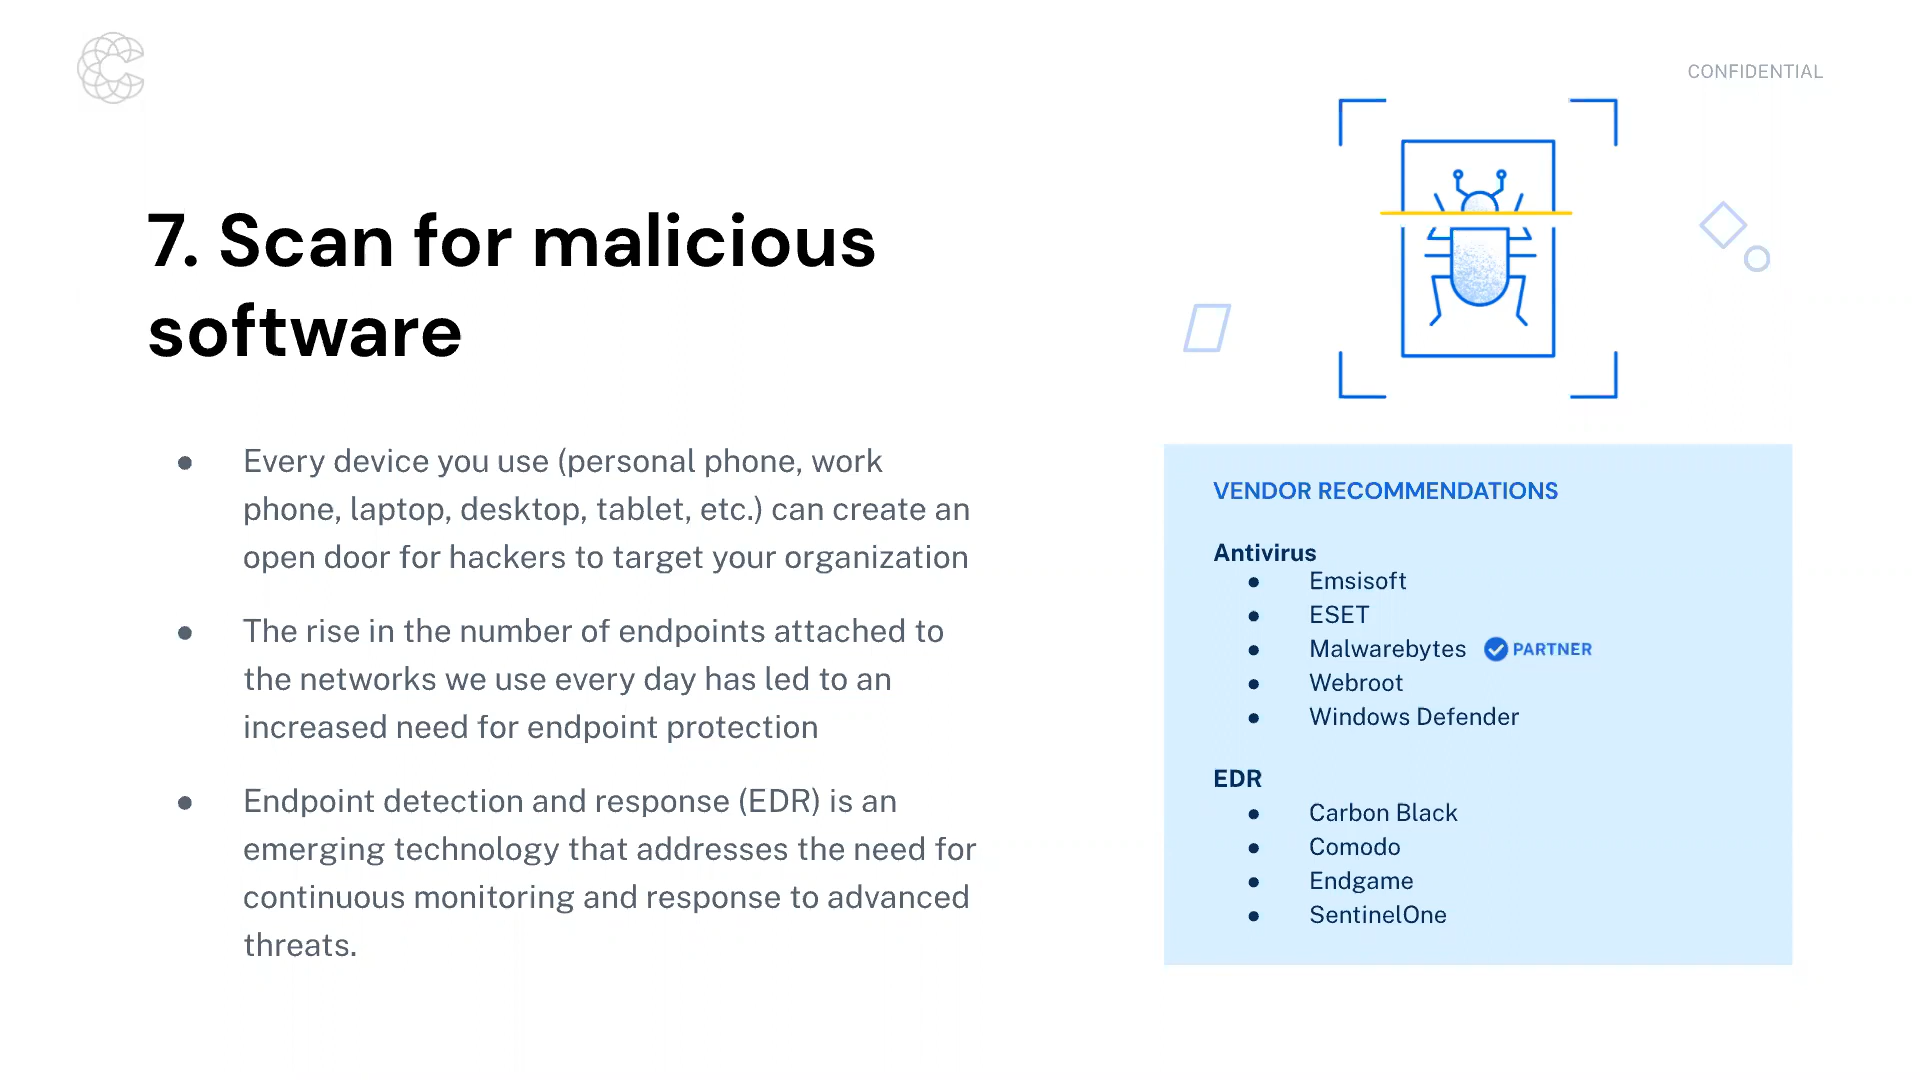 CONFIDENTIAL
7. Scan for malicious
software
● Every device you use (personal phone, work
phone, laptop, desktop, tablet, etc.) can create an
open door for hackers to target your organization
● The rise in the number of endpoints attached to
the networks we use every day has led to an
increased need for endpoint protection
● Endpoint detection and response (EDR) is an
emerging technology that addresses the need for
continuous monitoring and response to advanced
threats.
VENDOR RECOMMENDATIONS
Antivirus
● Emsisoft
● ESET
● Malwarebytes PARTNER
● Webroot
● Windows Defender
EDR
● Carbon Black
● Comodo
● Endgame
● SentinelOne